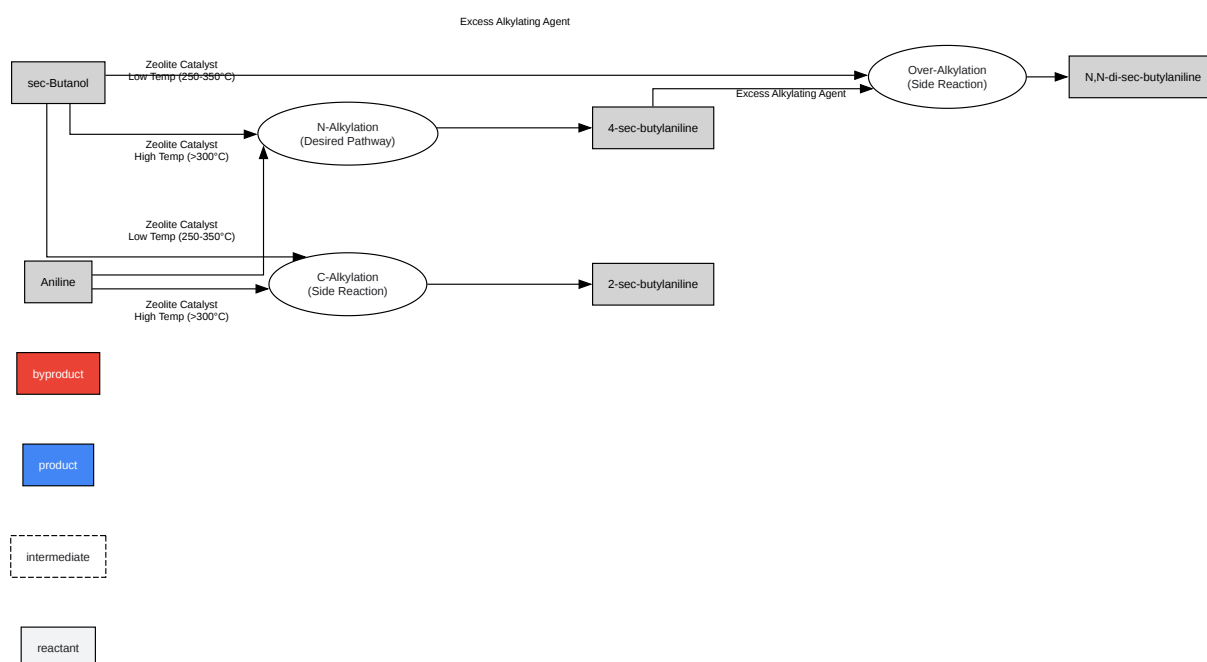 Excess Alkylating Agent
sec-Butanol
Zeolite Catalyst
Low Temp (250-350°C)
Over-Alkylation
(Side Reaction)
N,N-di-sec-butylaniline
Excess Alkylating Agent
Zeolite Catalyst
High Temp (>300°C)
N-Alkylation
(Desired Pathway)
4-sec-butylaniline
Zeolite Catalyst
Low Temp (250-350°C)
Aniline
C-Alkylation
(Side Reaction)
2-sec-butylaniline
Zeolite Catalyst
High Temp (>300°C)
byproduct
product
intermediate
reactant